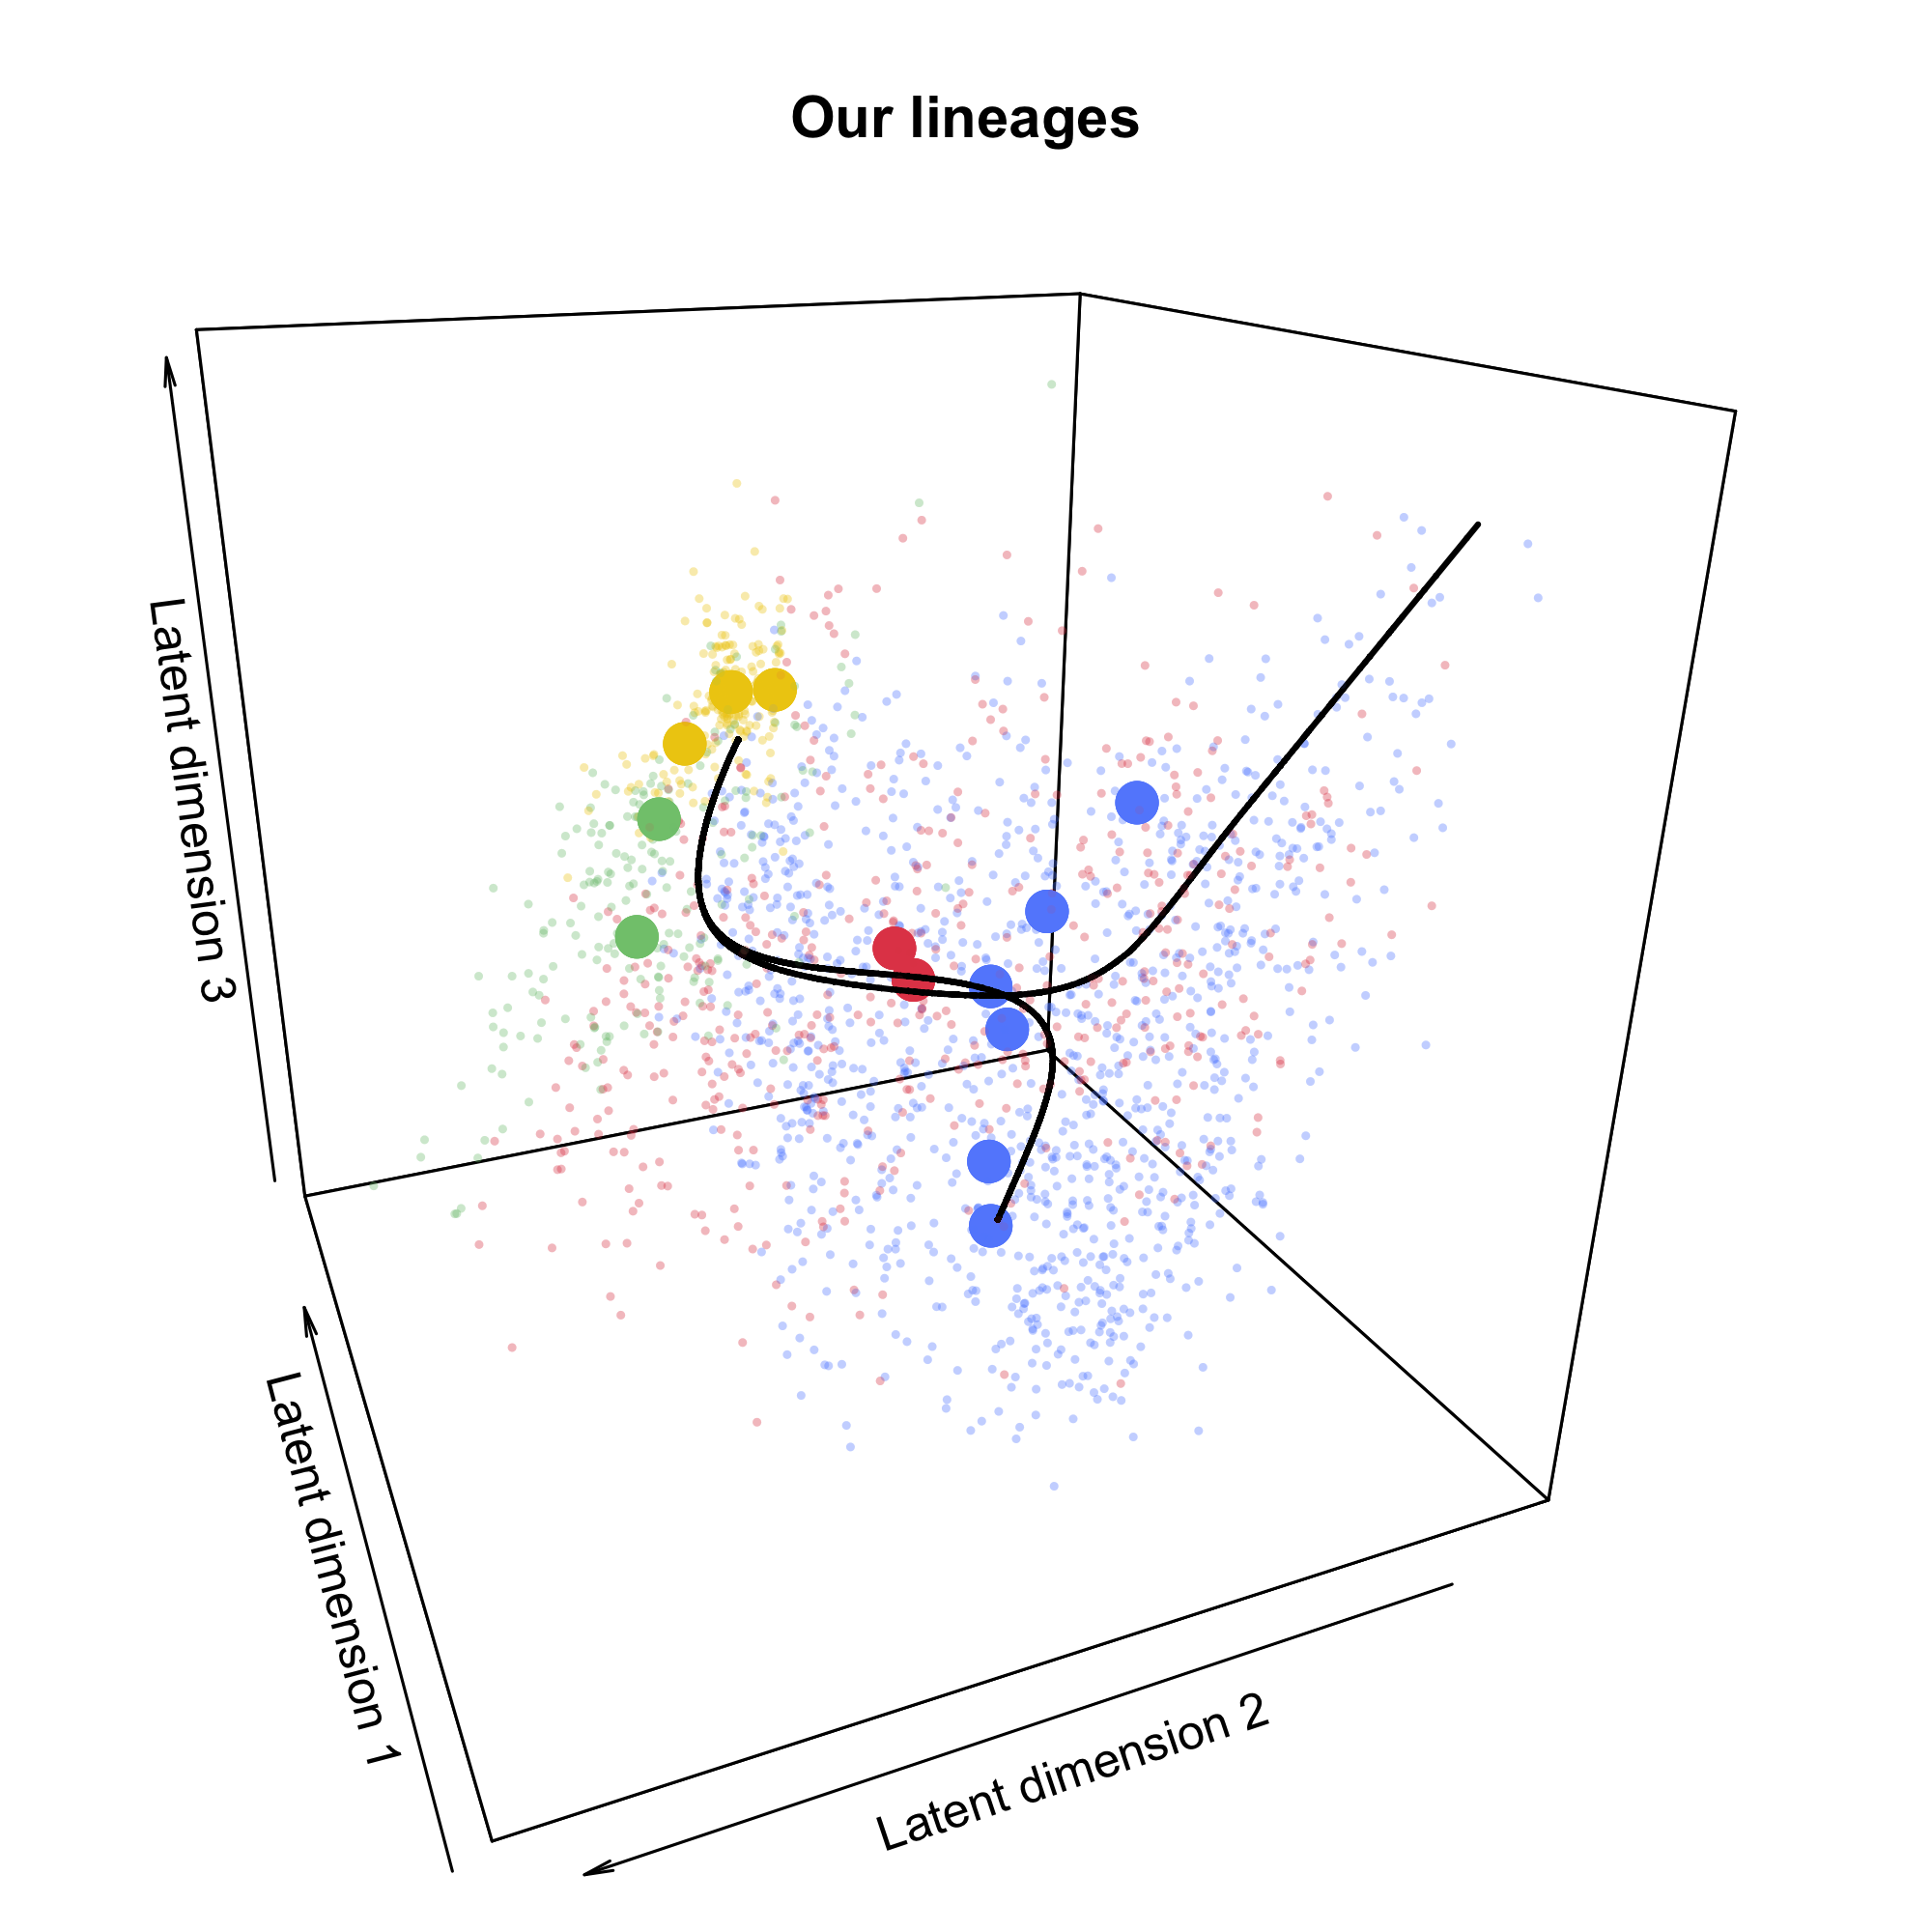 Our lineages
Latent dimension 3
Latent dimension 1
Latent dimension 2